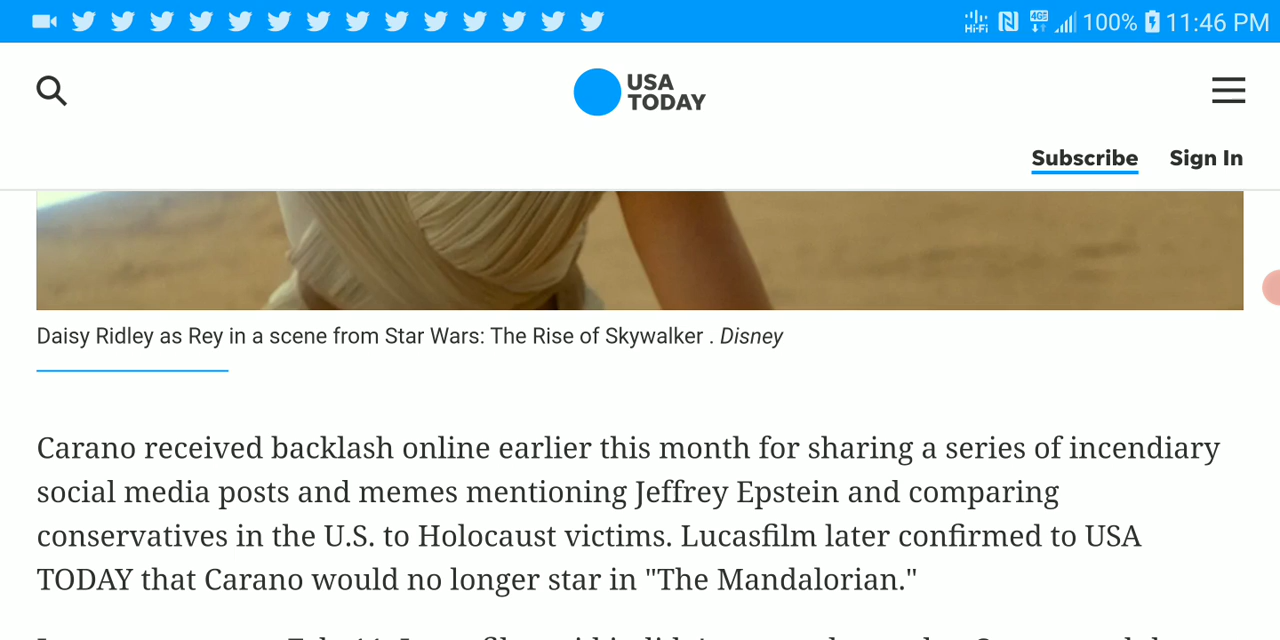 Hi-Fi 4GE 100% 11:46 PM
USA
TODAY
Subscribe Sign In
Daisy Ridley as Rey in a scene from Star Wars: The Rise of Skywalker . Disney
Carano received backlash online earlier this month for sharing a series of incendiary
social media posts and memes mentioning Jeffrey Epstein and comparing
conservatives in the U.S. to Holocaust victims. Lucasfilm later confirmed to USA
TODAY that Carano would no longer star in "The Mandalorian."